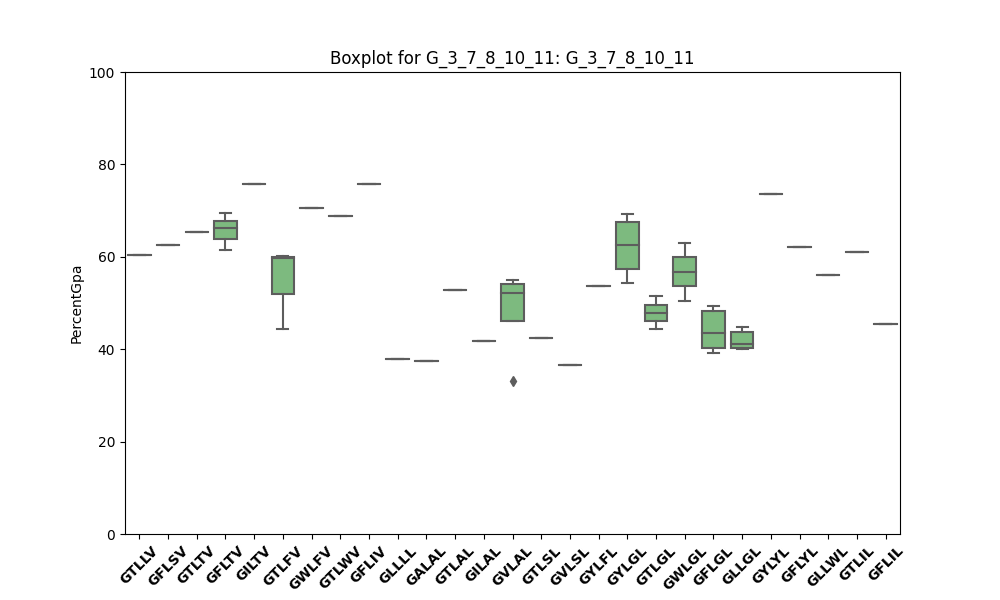 Boxplot for G_3_7_8_10_11: G_3_7_8_10_11
PercentGpa
100
80
60
40
20
0
GTLLV
GFLSV
GTLTV
GFLTV
GILTV
GTLFV
GWLFV
GTLWV
GFLIV
GLLLL
GALAL
GTLAL
GILAL
GVLAL
GTLSL
GVLSL
GYLFL
GYLGL
GTLGL
GWLGL
GFLGL
GLLGL
GYLYL
GFLYL
GLLWL
GTLIL
GFLIL